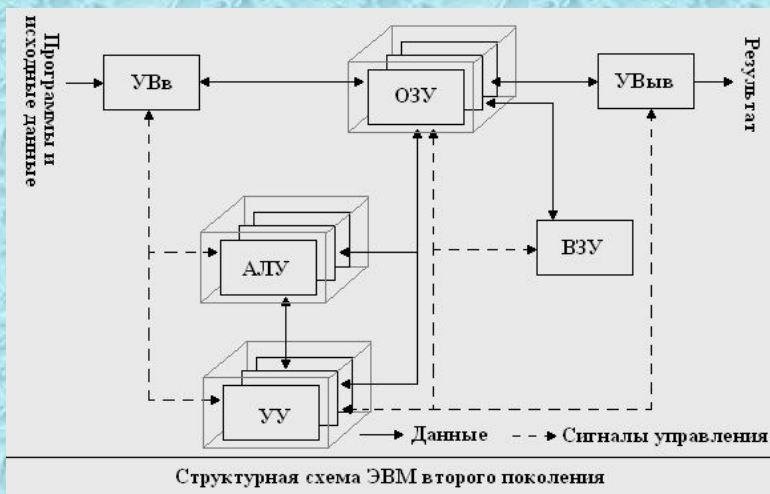 Программы и
исходные данные
УВв
ОЗУ
УВыв
Результат
АЛУ
ВЗУ
УУ
Данные
Сигналы управления
Структурная схема ЭВМ второго поколения